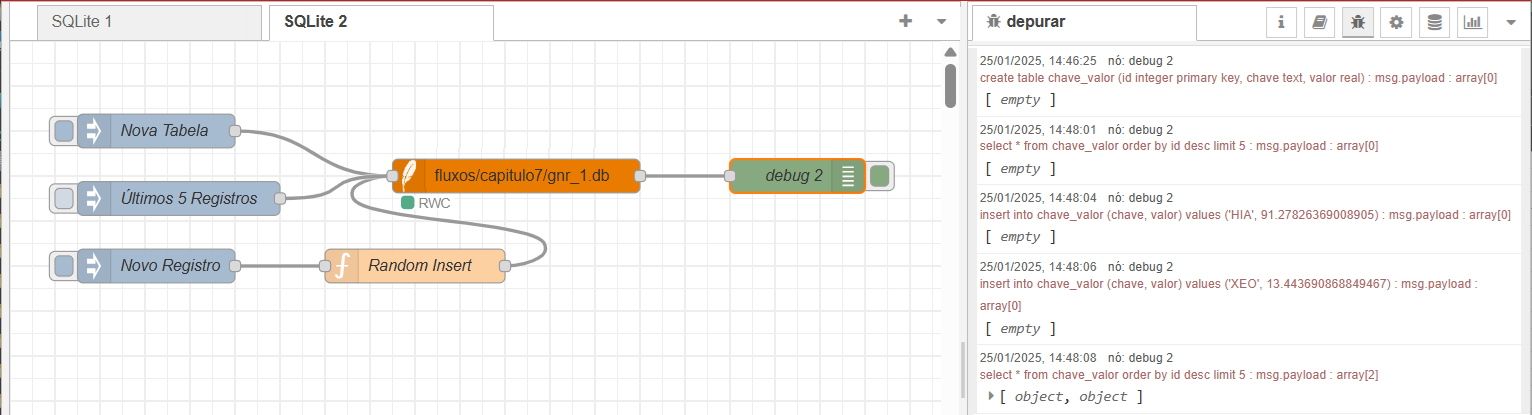 SQLite 1
SQLite 2
Nova Tabela
Últimos 5 Registros
Novo Registro
fluxos/capitulo7/gnr_1.db
RWC
Random Insert
debug 2
depurar
25/01/2025, 14:46:25 nó: debug 2
create table chave_valor (id integer primary key, chave text, valor real) : msg.payload : array[0]
[ empty ]
25/01/2025, 14:48:01 nó: debug 2
select * from chave_valor order by id desc limit 5 : msg.payload : array[0]
[ empty ]
25/01/2025, 14:48:04 nó: debug 2
insert into chave_valor (chave, valor) values ('HIA', 91.27826369008905) : msg.payload : array[0]
[ empty ]
25/01/2025, 14:48:06 nó: debug 2
insert into chave_valor (chave, valor) values ('XEO', 13.443690868849467) : msg.payload :
array[0]
[ empty ]
25/01/2025, 14:48:08 nó: debug 2
select * from chave_valor order by id desc limit 5 : msg.payload : array[2]
[ object, object ]